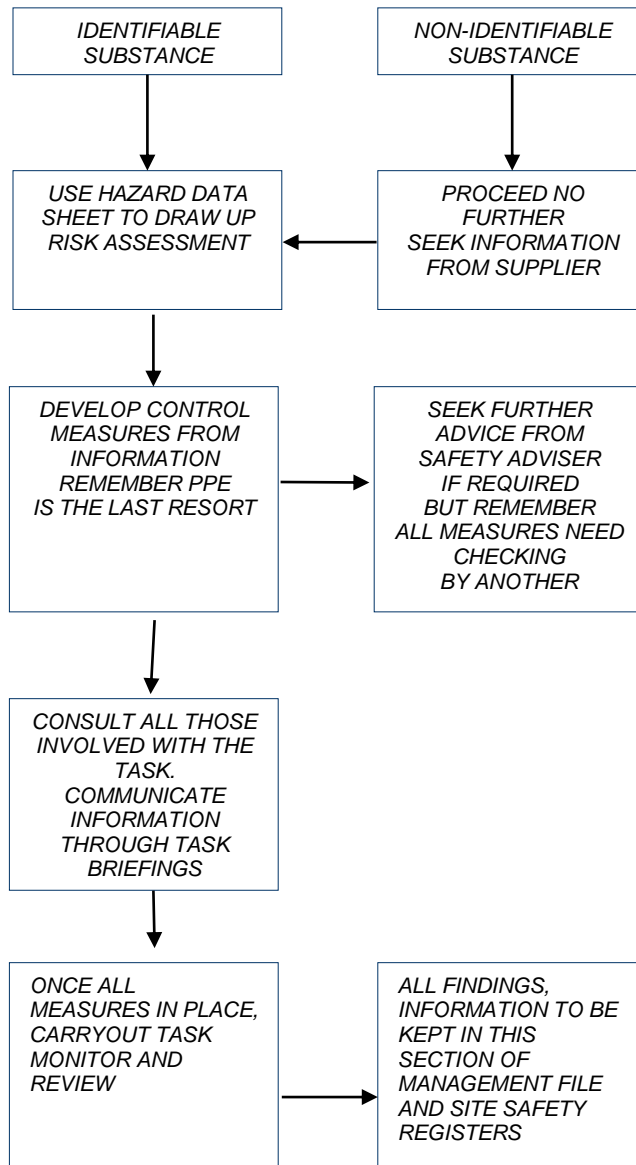 IDENTIFIABLE
SUBSTANCE
NON-IDENTIFIABLE
SUBSTANCE
USE HAZARD DATA
SHEET TO DRAW UP
RISK ASSESSMENT
PROCEED NO
FURTHER
SEEK INFORMATION
FROM SUPPLIER
DEVELOP CONTROL
MEASURES FROM
INFORMATION
REMEMBER PPE
IS THE LAST RESORT
SEEK FURTHER
ADVICE FROM
SAFETY ADVISER
IF REQUIRED
BUT REMEMBER
ALL MEASURES NEED
CHECKING
BY ANOTHER
CONSULT ALL THOSE
INVOLVED WITH THE
TASK.
COMMUNICATE
INFORMATION
THROUGH TASK
BRIEFINGS
ONCE ALL
MEASURES IN PLACE,
CARRYOUT TASK
MONITOR AND
REVIEW
ALL FINDINGS,
INFORMATION TO BE
KEPT IN THIS
SECTION OF
MANAGEMENT FILE
AND SITE SAFETY
REGISTERS